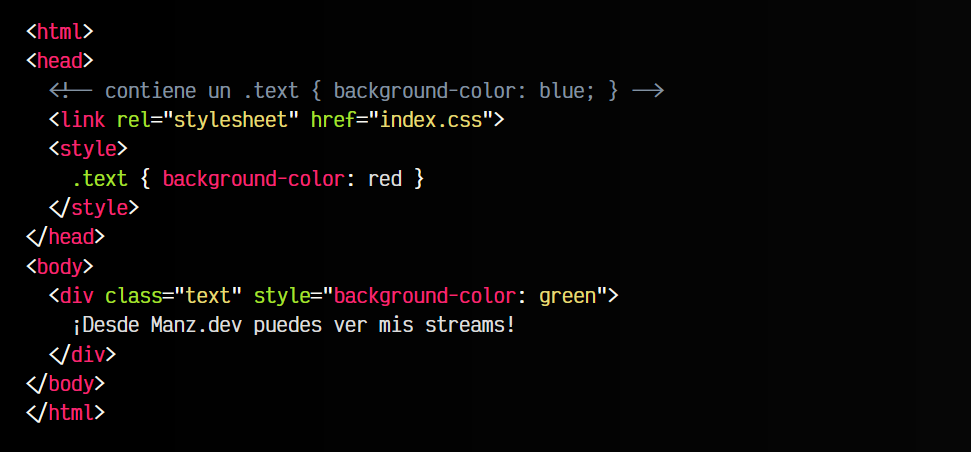 <html>
<head>
  <!-- contiene un .text { background-color: blue; } -->
  <link rel="stylesheet" href="index.css">
  <style>
    .text { background-color: red }
  </style>
</head>
<body>
  <div class="text" style="background-color: green">
    ¡Desde Manz.dev puedes ver mis streams!
  </div>
</body>
</html>